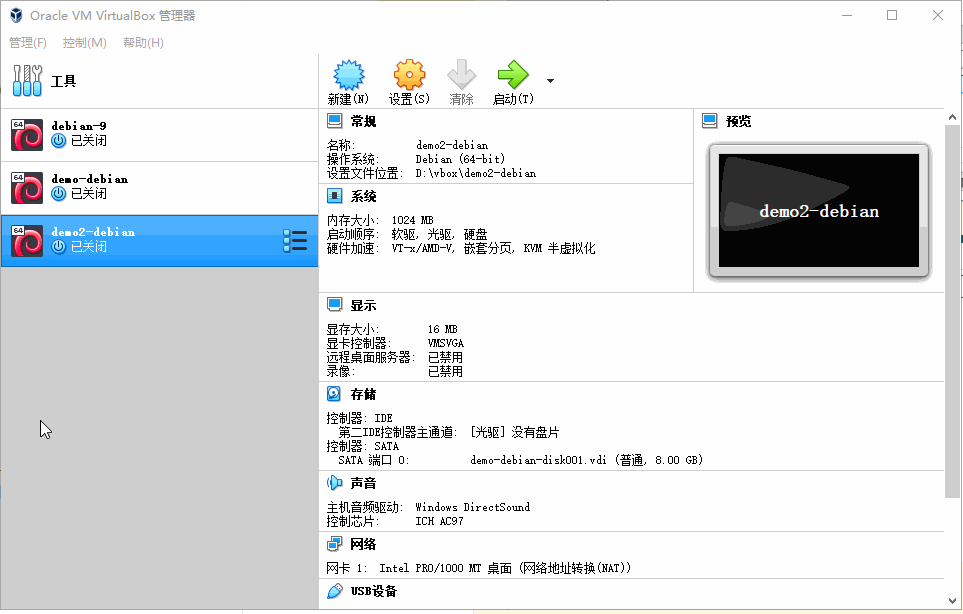 Oracle VM VirtualBox 管理器
管理(F) 控制(M) 帮助(H)
工具
新建(N) 设置(S) 清除 启动(T)
64 debian-9
已关闭
64 demo-debian
已关闭
64 demo2-debian
已关闭
常规
名称: demo2-debian
操作系统: Debian (64-bit)
设置文件位置: D:\vbox\demo2-debian
预览
demo2-debian
系统
内存大小: 1024 MB
启动顺序: 软驱, 光驱, 硬盘
硬件加速: VT-x/AMD-V, 嵌套分页, KVM 半虚拟化
显示
显存大小: 16 MB
显卡控制器: VMSVGA
远程桌面服务器: 已禁用
录像: 已禁用
存储
控制器: IDE
第二IDE控制器主通道: [光驱] 没有盘片
控制器: SATA
SATA 端口 0: demo-debian-disk001.vdi (普通, 8.00 GB)
声音
主机音频驱动: Windows DirectSound
控制芯片: ICH AC97
网络
网卡 1: Intel PRO/1000 MT 桌面 (网络地址转换(NAT))
USB设备